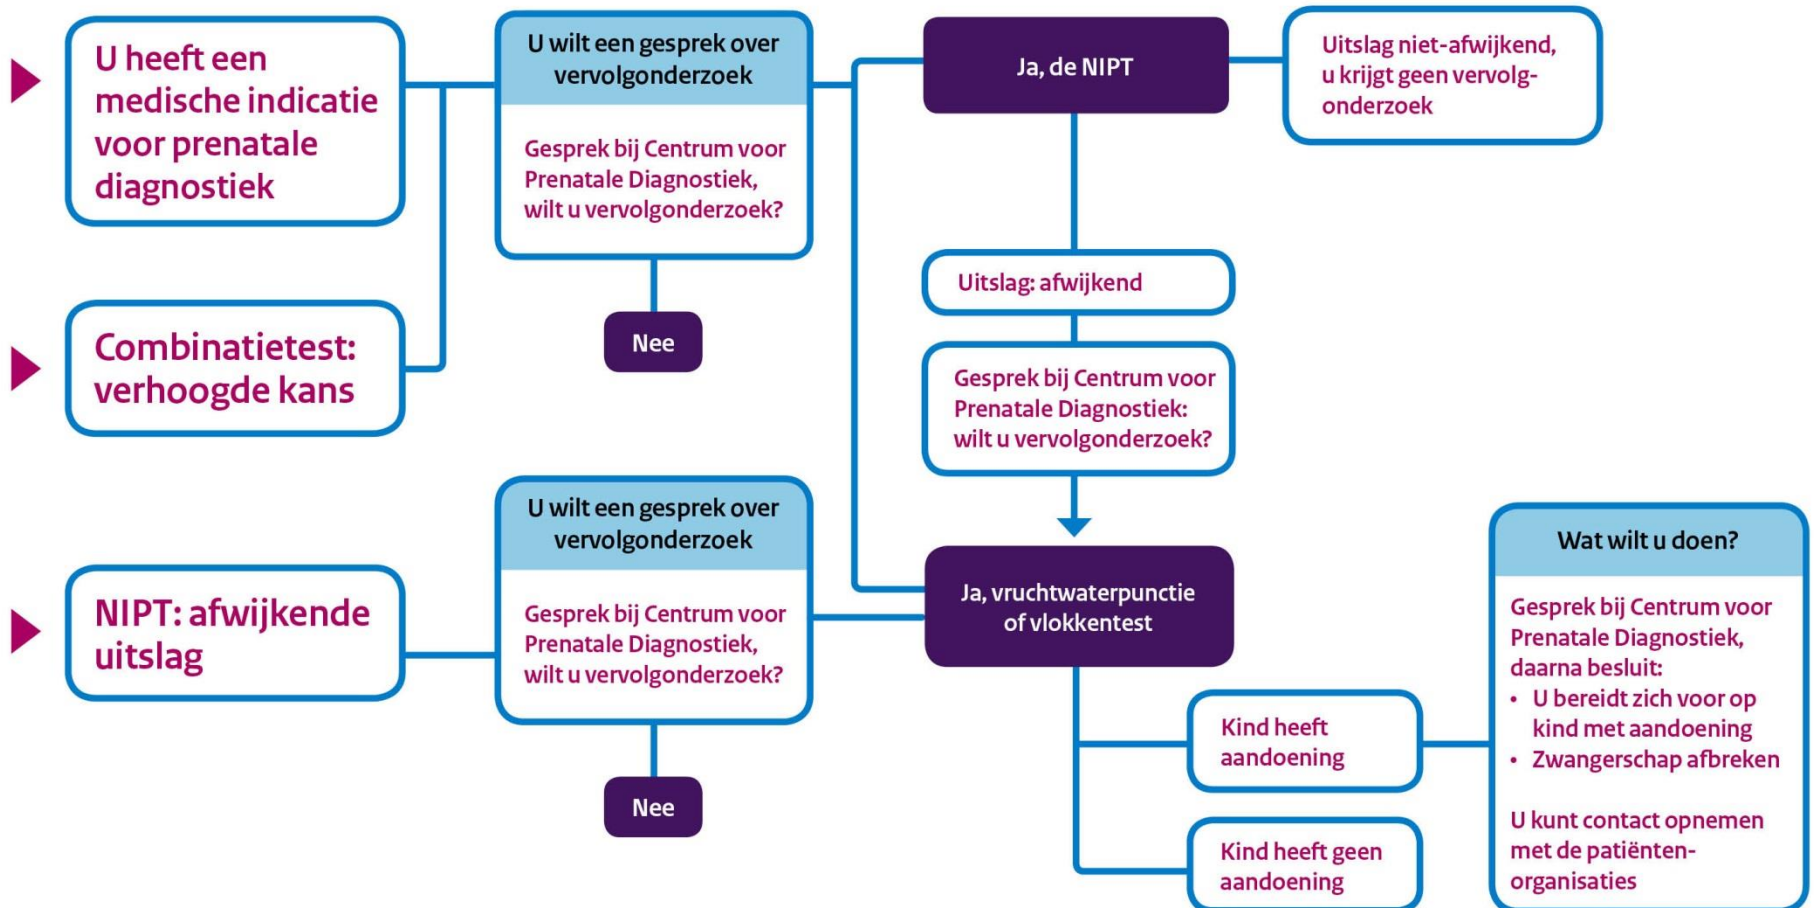 U heeft een
medische indicatie
voor prenatale
diagnostiek
U wilt een gesprek over
vervolgonderzoek
Gesprek bij Centrum voor
Prenatale Diagnostiek,
wilt u vervolgonderzoek?
Nee
Combinatietest:
verhoogde kans
Ja, de NIPT
Uitslag niet-afwijkend,
u krijgt geen vervolg-
onderzoek
Uitslag: afwijkend
Gesprek bij Centrum voor
Prenatale Diagnostiek:
wilt u vervolgonderzoek?
NIPT: afwijkende
uitslag
U wilt een gesprek over
vervolgonderzoek
Gesprek bij Centrum voor
Prenatale Diagnostiek,
wilt u vervolgonderzoek?
Nee
Ja, vruchtwaterpunctie
of vlokkentest
Kind heeft
aandoening
Kind heeft geen
aandoening
Wat wilt u doen?
Gesprek bij Centrum voor
Prenatale Diagnostiek,
daarna besluit:
• U bereidt zich voor op
kind met aandoening
• Zwangerschap afbreken
U kunt contact opnemen
met de patiënten-
organisaties